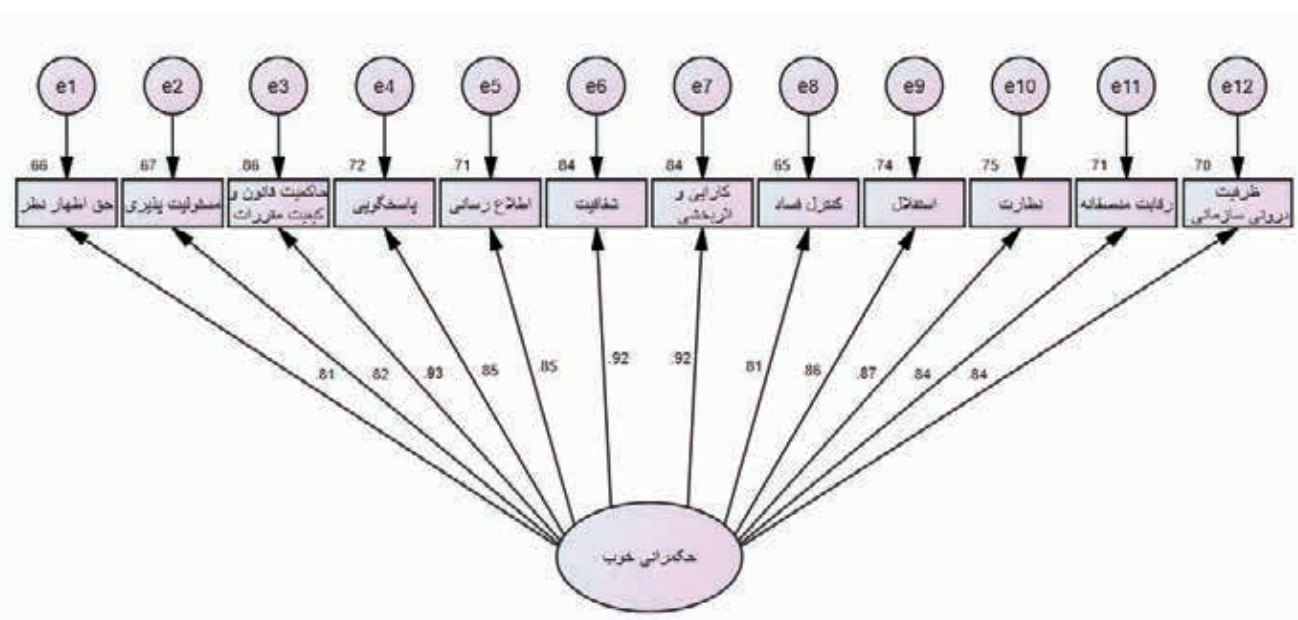 e1 e2 e3 e4 e5 e6 e7 e8 e9 e10 e11 e12
.66 .67 .86 .72 .71 .84 .84 .65 .74 .75 .71 .70
حق اظهار نظر
مسئولیت پذیری
حاکمیت قانون و
کیفیت مقررات
پاسخگویی
اطلاع رسانی
شفافیت
کارایی و
اثربخشی
کنترل فساد
استقلال
نظارت
رقابت منصفانه
ظرفیت
درونی سازمانی
.81 .82 .93 .85 .85 .92 .92 .81 .86 .87 .84 .84
حکمرانی خوب